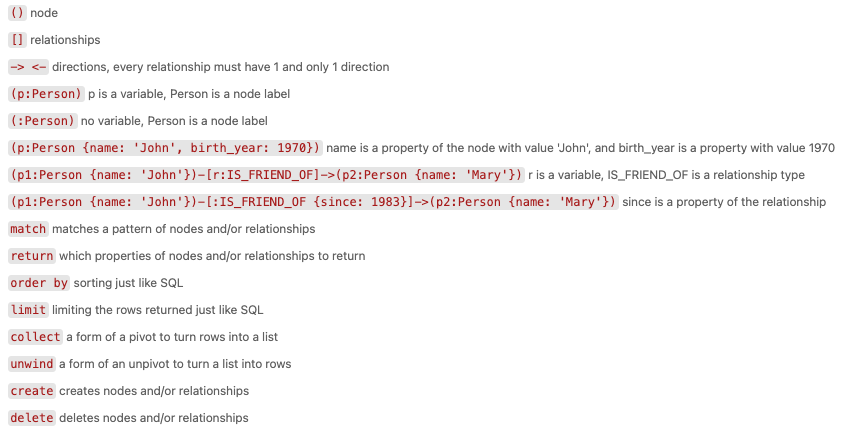 () node
[] relationships
–> <– directions, every relationship must have 1 and only 1 direction
(p:Person) p is a variable, Person is a node label
(:Person) no variable, Person is a node label
(p:Person {name: 'John', birth_year: 1970}) name is a property of the node with value 'John', and birth_year is a property with value 1970
(p1:Person {name: 'John'})–[r:IS_FRIEND_OF]–>(p2:Person {name: 'Mary'}) r is a variable, IS_FRIEND_OF is a relationship type
(p1:Person {name: 'John'})–[:IS_FRIEND_OF {since: 1983}]–>(p2:Person {name: 'Mary'}) since is a property of the relationship
match matches a pattern of nodes and/or relationships
return which properties of nodes and/or relationships to return
order by sorting just like SQL
limit limiting the rows returned just like SQL
collect a form of a pivot to turn rows into a list
unwind a form of an unpivot to turn a list into rows
create creates nodes and/or relationships
delete deletes nodes and/or relationships